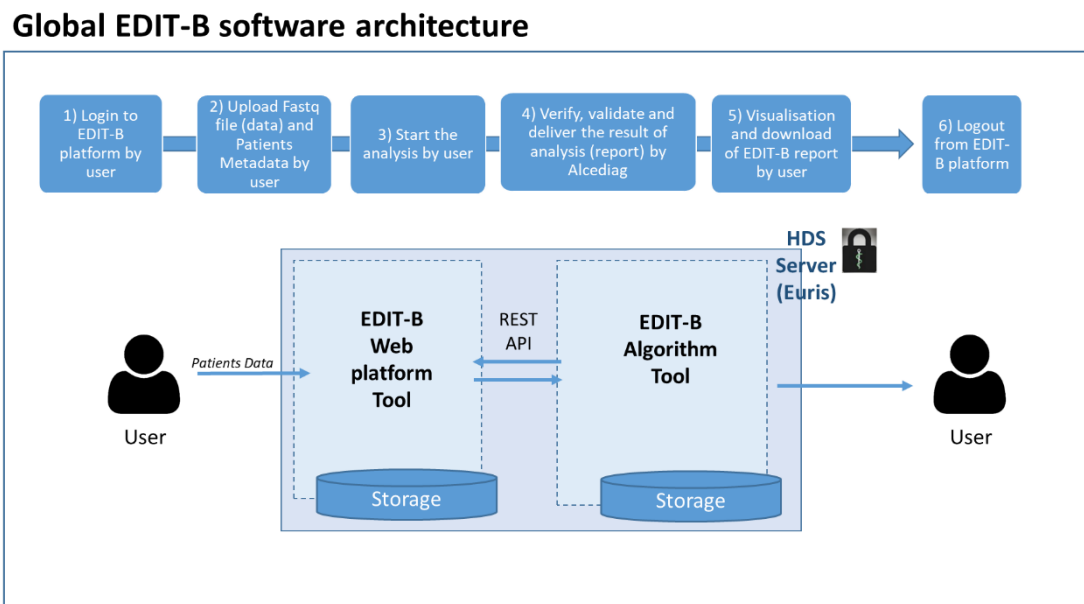 Global EDIT-B software architecture
1) Login to
EDIT-B
platform by
user
2) Upload Fastq
file (data) and
Patients
Metadata by
user
3) Start the
analysis by user
4) Verify, validate and
deliver the result of
analysis (report) by
Alcediag
5) Visualisation
and download
of EDIT-B report
by user
6) Logout
from EDIT-
B platform
HDS
Server
(Euris)
EDIT-B
Web
platform
Tool
REST
API
EDIT-B
Algorithm
Tool
Patients Data
User
User
Storage
Storage